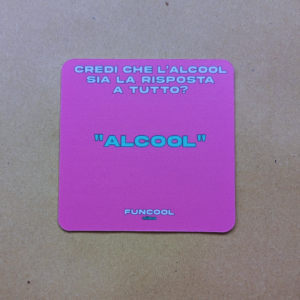 CREDI CHE L'ALCOOL
SIA LA RISPOSTA
A TUTTO?
"ALCOOL"
FUNCOOL